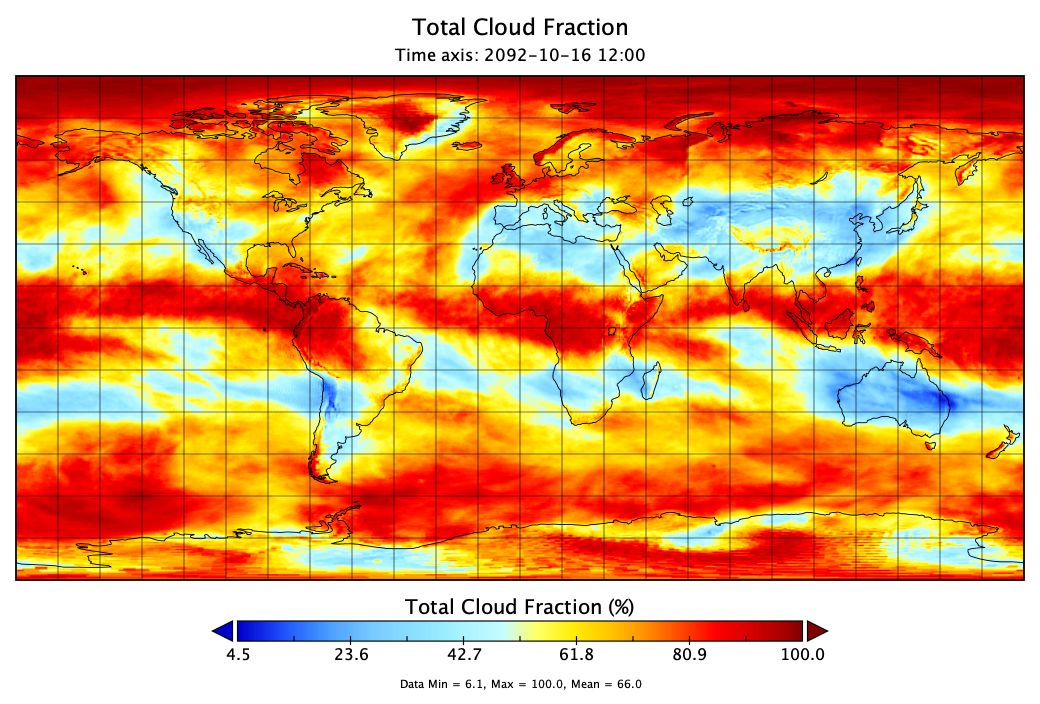 Total Cloud Fraction
Time axis: 2092-10-16 12:00
Total Cloud Fraction (%)
4.5 23.6 42.7 61.8 80.9 100.0
Data Min = 6.1, Max = 100.0, Mean = 66.0